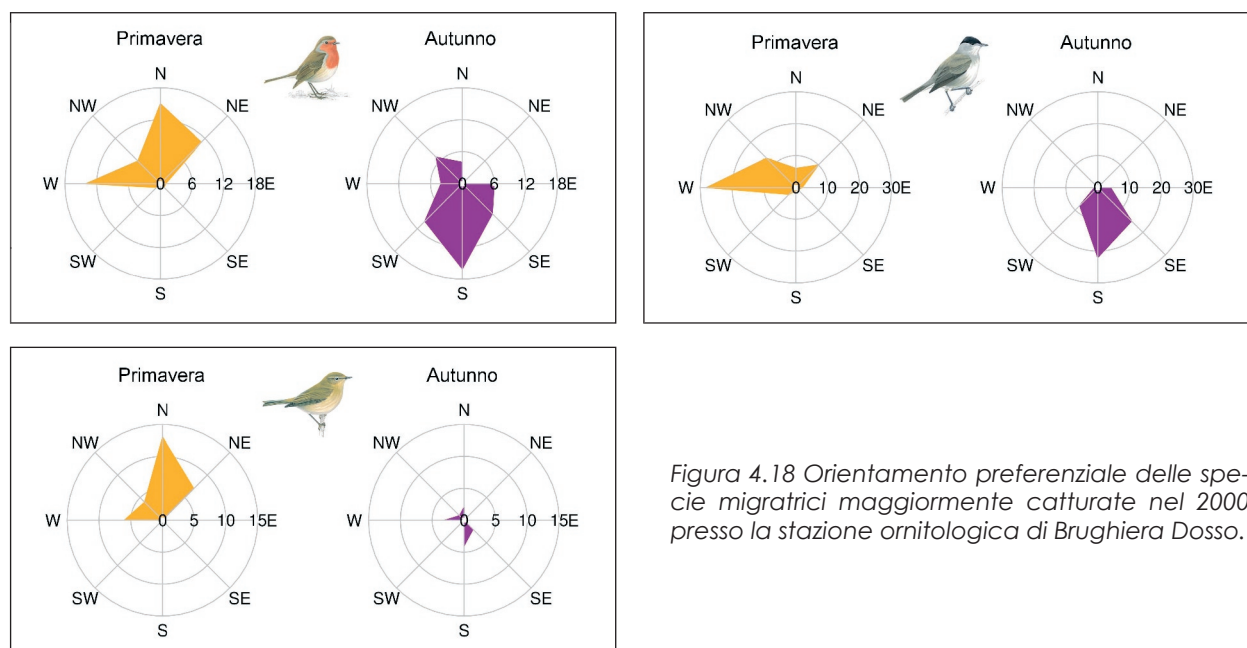 Primavera
Autunno
N
N
NW
NE
NW
NE
W
0
6
12
18E
W
0
6
12
18E
SW
SE
SW
SE
S
S
Primavera
Autunno
N
N
NW
NE
NW
NE
W
0
10
20
30E
W
0
10
20
30E
SW
SE
SW
SE
S
S
Primavera
Autunno
N
N
NW
NE
NW
NE
W
0
5
10
15E
W
0
5
10
15E
SW
SE
SW
SE
S
S
Figura 4.18 Orientamento preferenziale delle spe-
cie migratrici maggiormente catturate nel 2000
presso la stazione ornitologica di Brughiera Dosso.